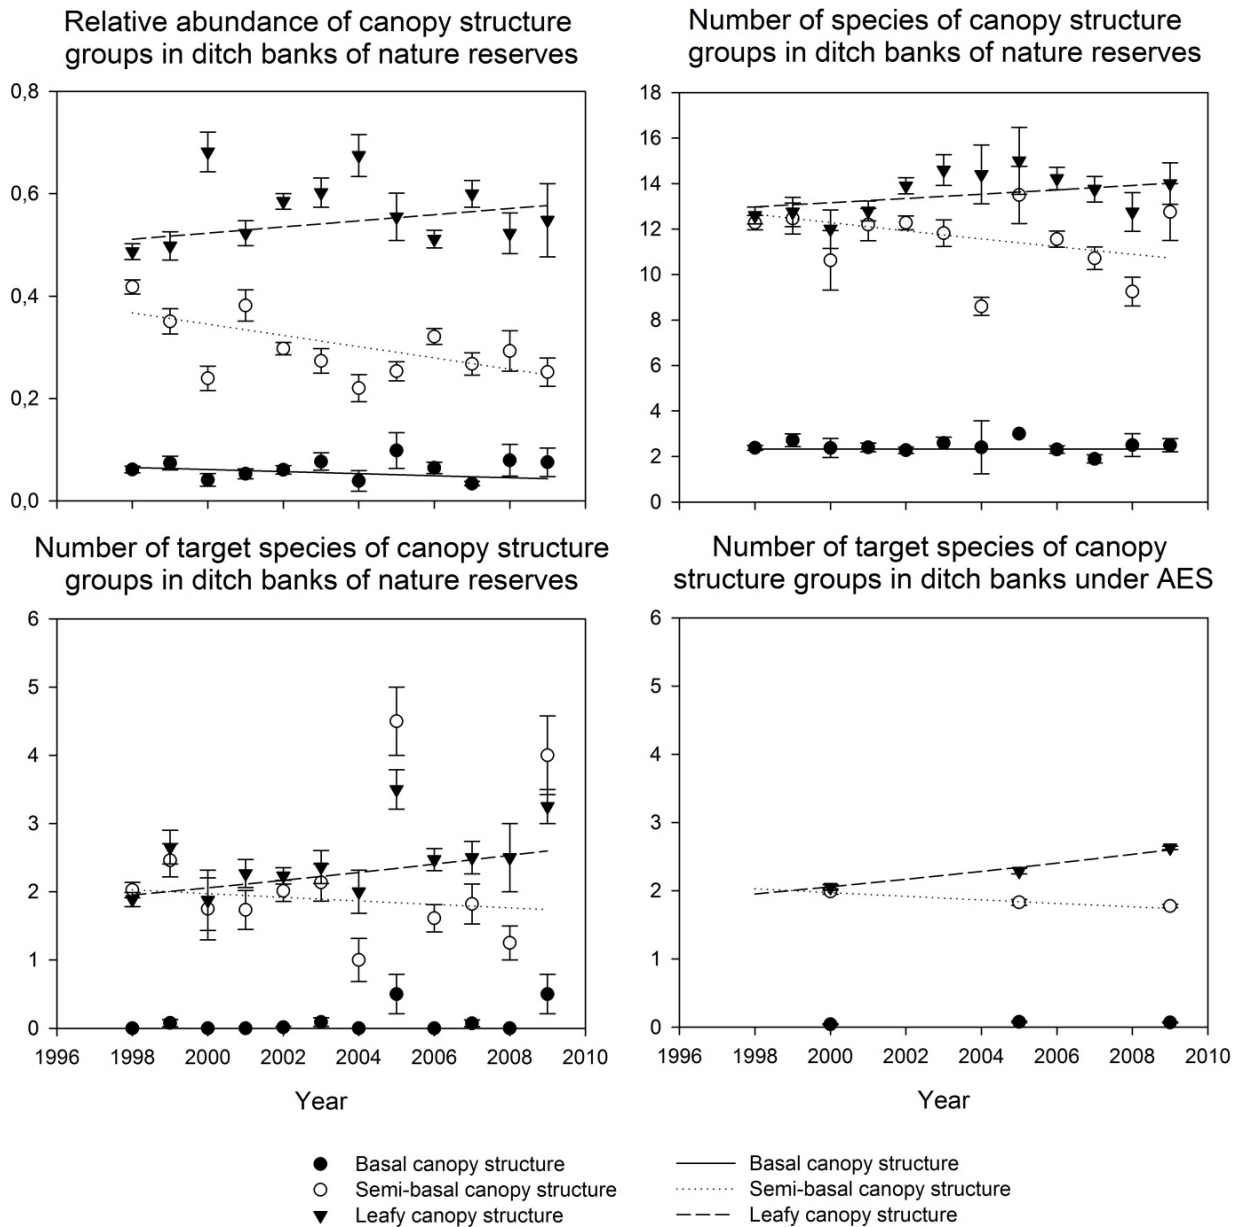 Relative abundance of canopy structure
groups in ditch banks of nature reserves
0,8
0,6
0,4
0,2
0,0
Number of species of canopy structure
groups in ditch banks of nature reserves
18
16
14
12
10
8
6
4
2
0
Number of target species of canopy structure
groups in ditch banks of nature reserves
6
5
4
3
2
1
0
1996 1998 2000 2002 2004 2006 2008 2010
Year
Number of target species of canopy
structure groups in ditch banks under AES
6
5
4
3
2
1
0
1996 1998 2000 2002 2004 2006 2008 2010
Year
Basal canopy structure
Semi-basal canopy structure
Leafy canopy structure
Basal canopy structure
Semi-basal canopy structure
Leafy canopy structure